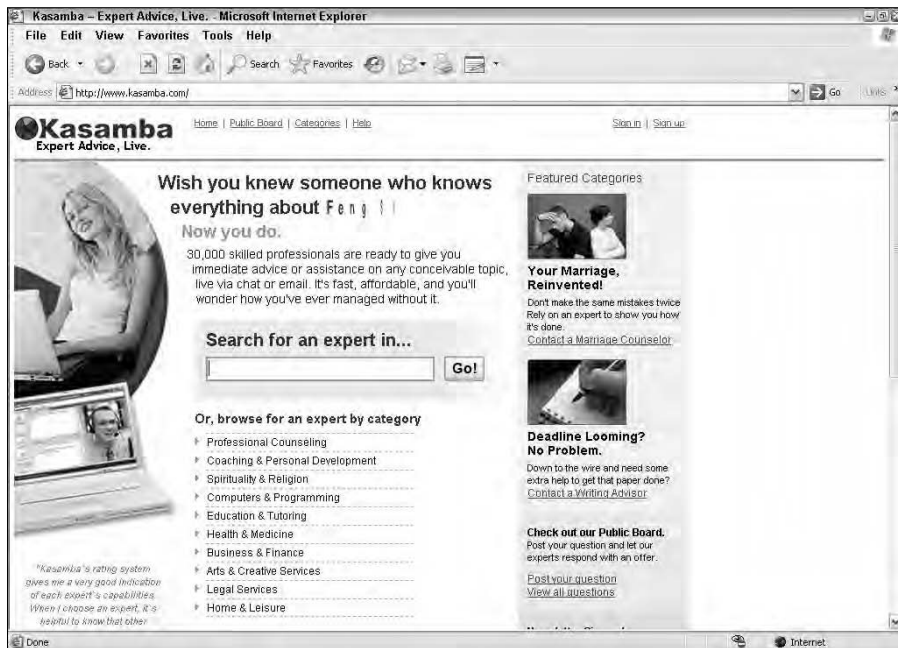 Kasamba – Expert Advice, Live. - Microsoft Internet Explorer
File Edit View Favorites Tools Help
Back Search Favorites
Address http://www.kasamba.com/ Go Links
Kasamba
Expert Advice, Live.
Home | Public Board | Categories | Help
Sign in | Sign up
Wish you knew someone who knows
everything about Feng
Now you do.
30,000 skilled professionals are ready to give you
immediate advice or assistance on any conceivable topic,
live via chat or email. It's fast, affordable, and you'll
wonder how you've ever managed without it.
Search for an expert in...
Go!
Or, browse for an expert by category
Professional Counseling
Coaching & Personal Development
Spirituality & Religion
Computers & Programming
Education & Tutoring
Health & Medicine
Business & Finance
Arts & Creative Services
Legal Services
Home & Leisure
"Kasamba's rating system
gives me a very good indication
of each expert's capabilities.
When I choose an expert, it's
helpful to know that other
Featured Categories
Your Marriage,
Reinvented!
Don't make the same mistakes twice
Rely on an expert to show you how
it's done.
Contact a Marriage Counselor
Deadline Looming?
No Problem.
Down to the wire and need some
extra help to get that paper done?
Contact a Writing Advisor
Check out our Public Board.
Post your question and let our
experts respond with an offer.
Post your question
View all questions
Done
Internet